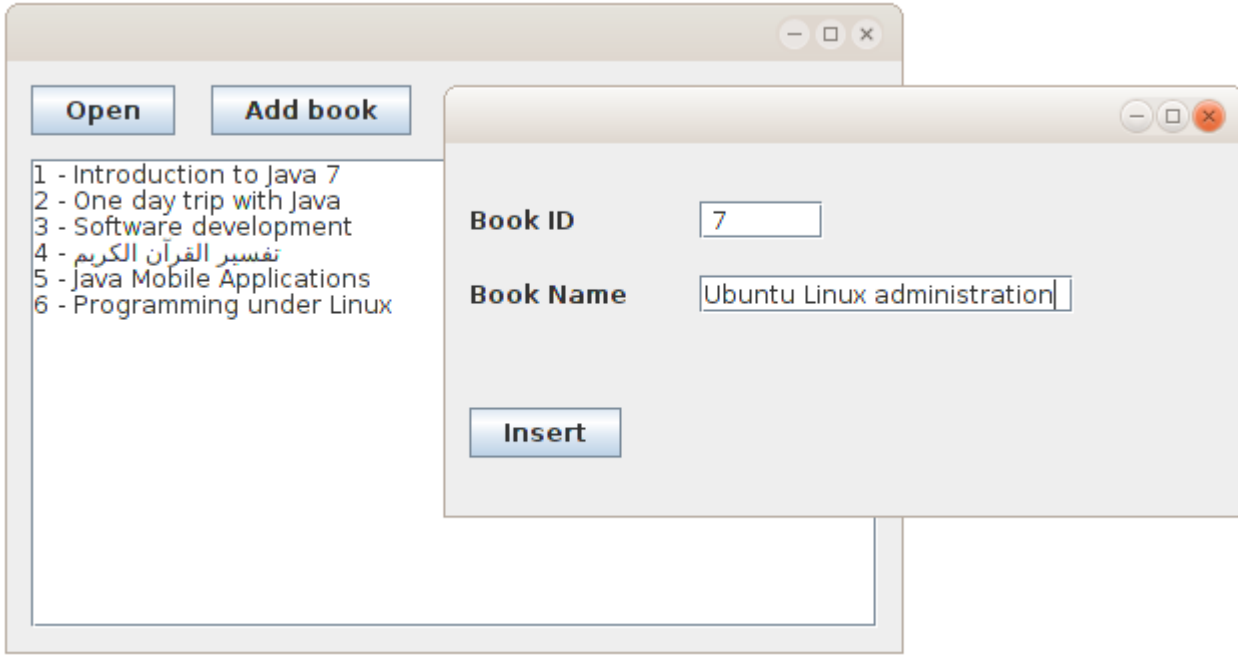 Open
Add book
1 - Introduction to Java 7
2 - One day trip with Java
3 - Software development
4 - تفسير القرآن الكريم
5 - Java Mobile Applications
6 - Programming under Linux
Book ID
7
Book Name
Ubuntu Linux administration
Insert